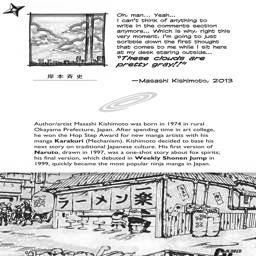 Oh, man... Yeah...
I can't think of anything to
write in the comments section
anymore... Which is why, right this
very moment, I'm going to just
scribble down the first thought
that comes to me while I sit here
at my desk staring outside...
"These clouds are
pretty gray!!"
岸本斉史
—Masashi Kishimoto, 2013
Author/artist Masashi Kishimoto was born in 1974 in rural
Okayama Prefecture, Japan. After spending time in art college,
he won the Hop Step Award for new manga artists with his
manga Karakuri (Mechanism). Kishimoto decided to base his
next story on traditional Japanese culture. His first version of
Naruto, drawn in 1997, was a one-shot story about fox spirits;
his final version, which debuted in Weekly Shonen Jump in
1999, quickly became the most popular ninja manga in Japan.
ラーメン楽